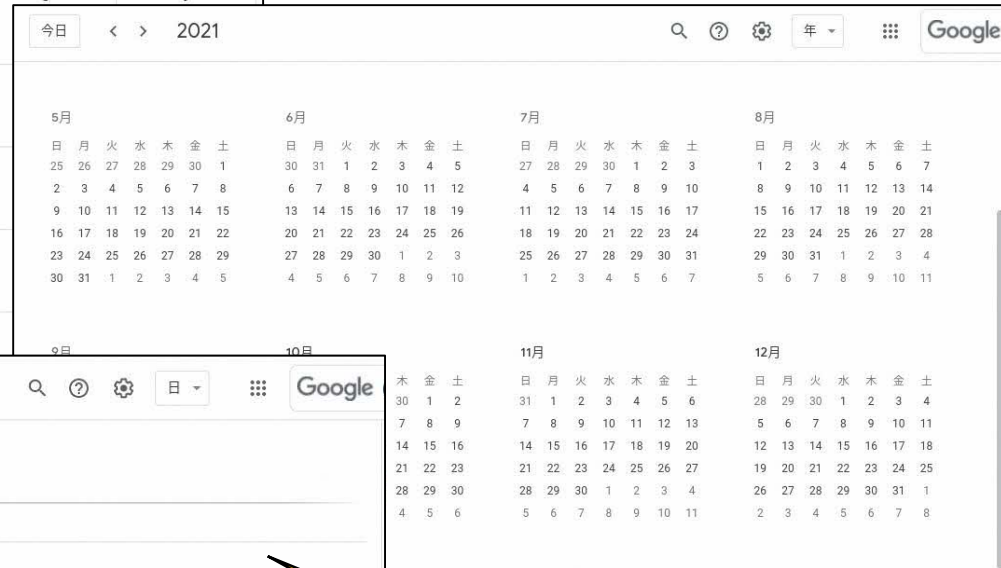 今日 < > 2021 年 Google
5月 6月 7月 8月
日 月 火 水 木 金 土 日 月 火 水 木 金 土 日 月 火 水 木 金 土 日 月 火 水 木 金 土
25 26 27 28 29 30 1 30 31 1 2 3 4 5 27 28 29 30 1 2 3 1 2 3 4 5 6 7
2 3 4 5 6 7 8 6 7 8 9 10 11 12 4 5 6 7 8 9 10 8 9 10 11 12 13 14
9 10 11 12 13 14 15 13 14 15 16 17 18 19 11 12 13 14 15 16 17 15 16 17 18 19 20 21
16 17 18 19 20 21 22 20 21 22 23 24 25 26 18 19 20 21 22 23 24 22 23 24 25 26 27 28
23 24 25 26 27 28 29 27 28 29 30 1 2 3 25 26 27 28 29 30 31 29 30 31 1 2 3 4
30 31 1 2 3 4 5 4 5 6 7 8 9 10 1 2 3 4 5 6 7 5 6 7 8 9 10 11
9月 10月 11月 12月
日 Google
木 金 土 日 月 火 水 木 金 土 日 月 火 水 木 金 土
30 1 2 31 1 2 3 4 5 6 28 29 30 1 2 3 4
7 8 9 7 8 9 10 11 12 13 5 6 7 8 9 10 11
14 15 16 14 15 16 17 18 19 20 12 13 14 15 16 17 18
21 22 23 21 22 23 24 25 26 27 19 20 21 22 23 24 25
28 29 30 28 29 30 1 2 3 4 26 27 28 29 30 31 1
4 5 6 5 6 7 8 9 10 11 2 3 4 5 6 7 8